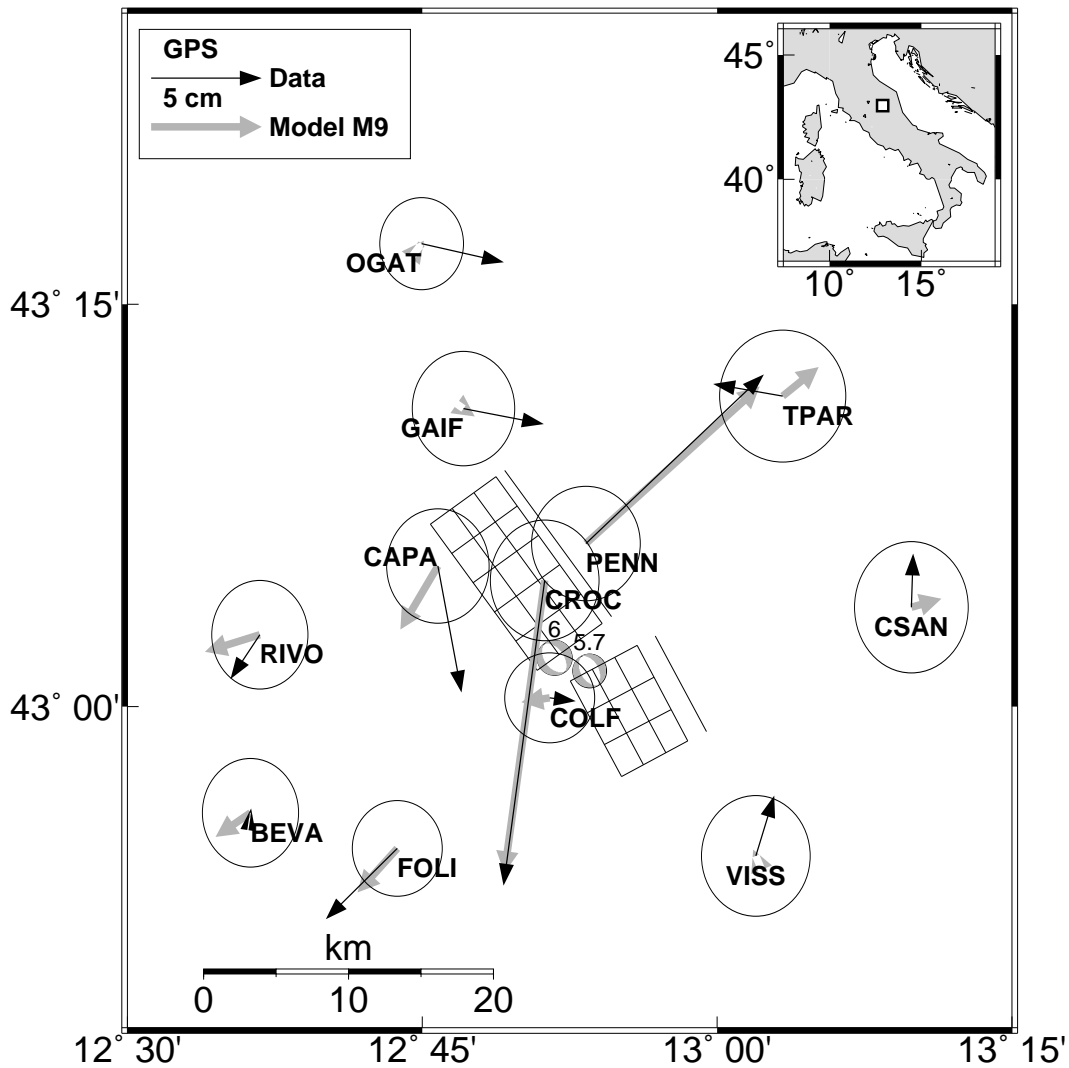 GPS
Data
5 cm
Model M9
45˚
40˚
10˚ 15˚
OGAT
43˚ 15'
GAIF
TPAR
CAPA
PENN
CROC
CSAN
RIVO
6
5.7
43˚ 00'
COLF
BEVA
FOLI
VISS
km
0 10 20
12˚ 30' 12˚ 45' 13˚ 00' 13˚ 15'